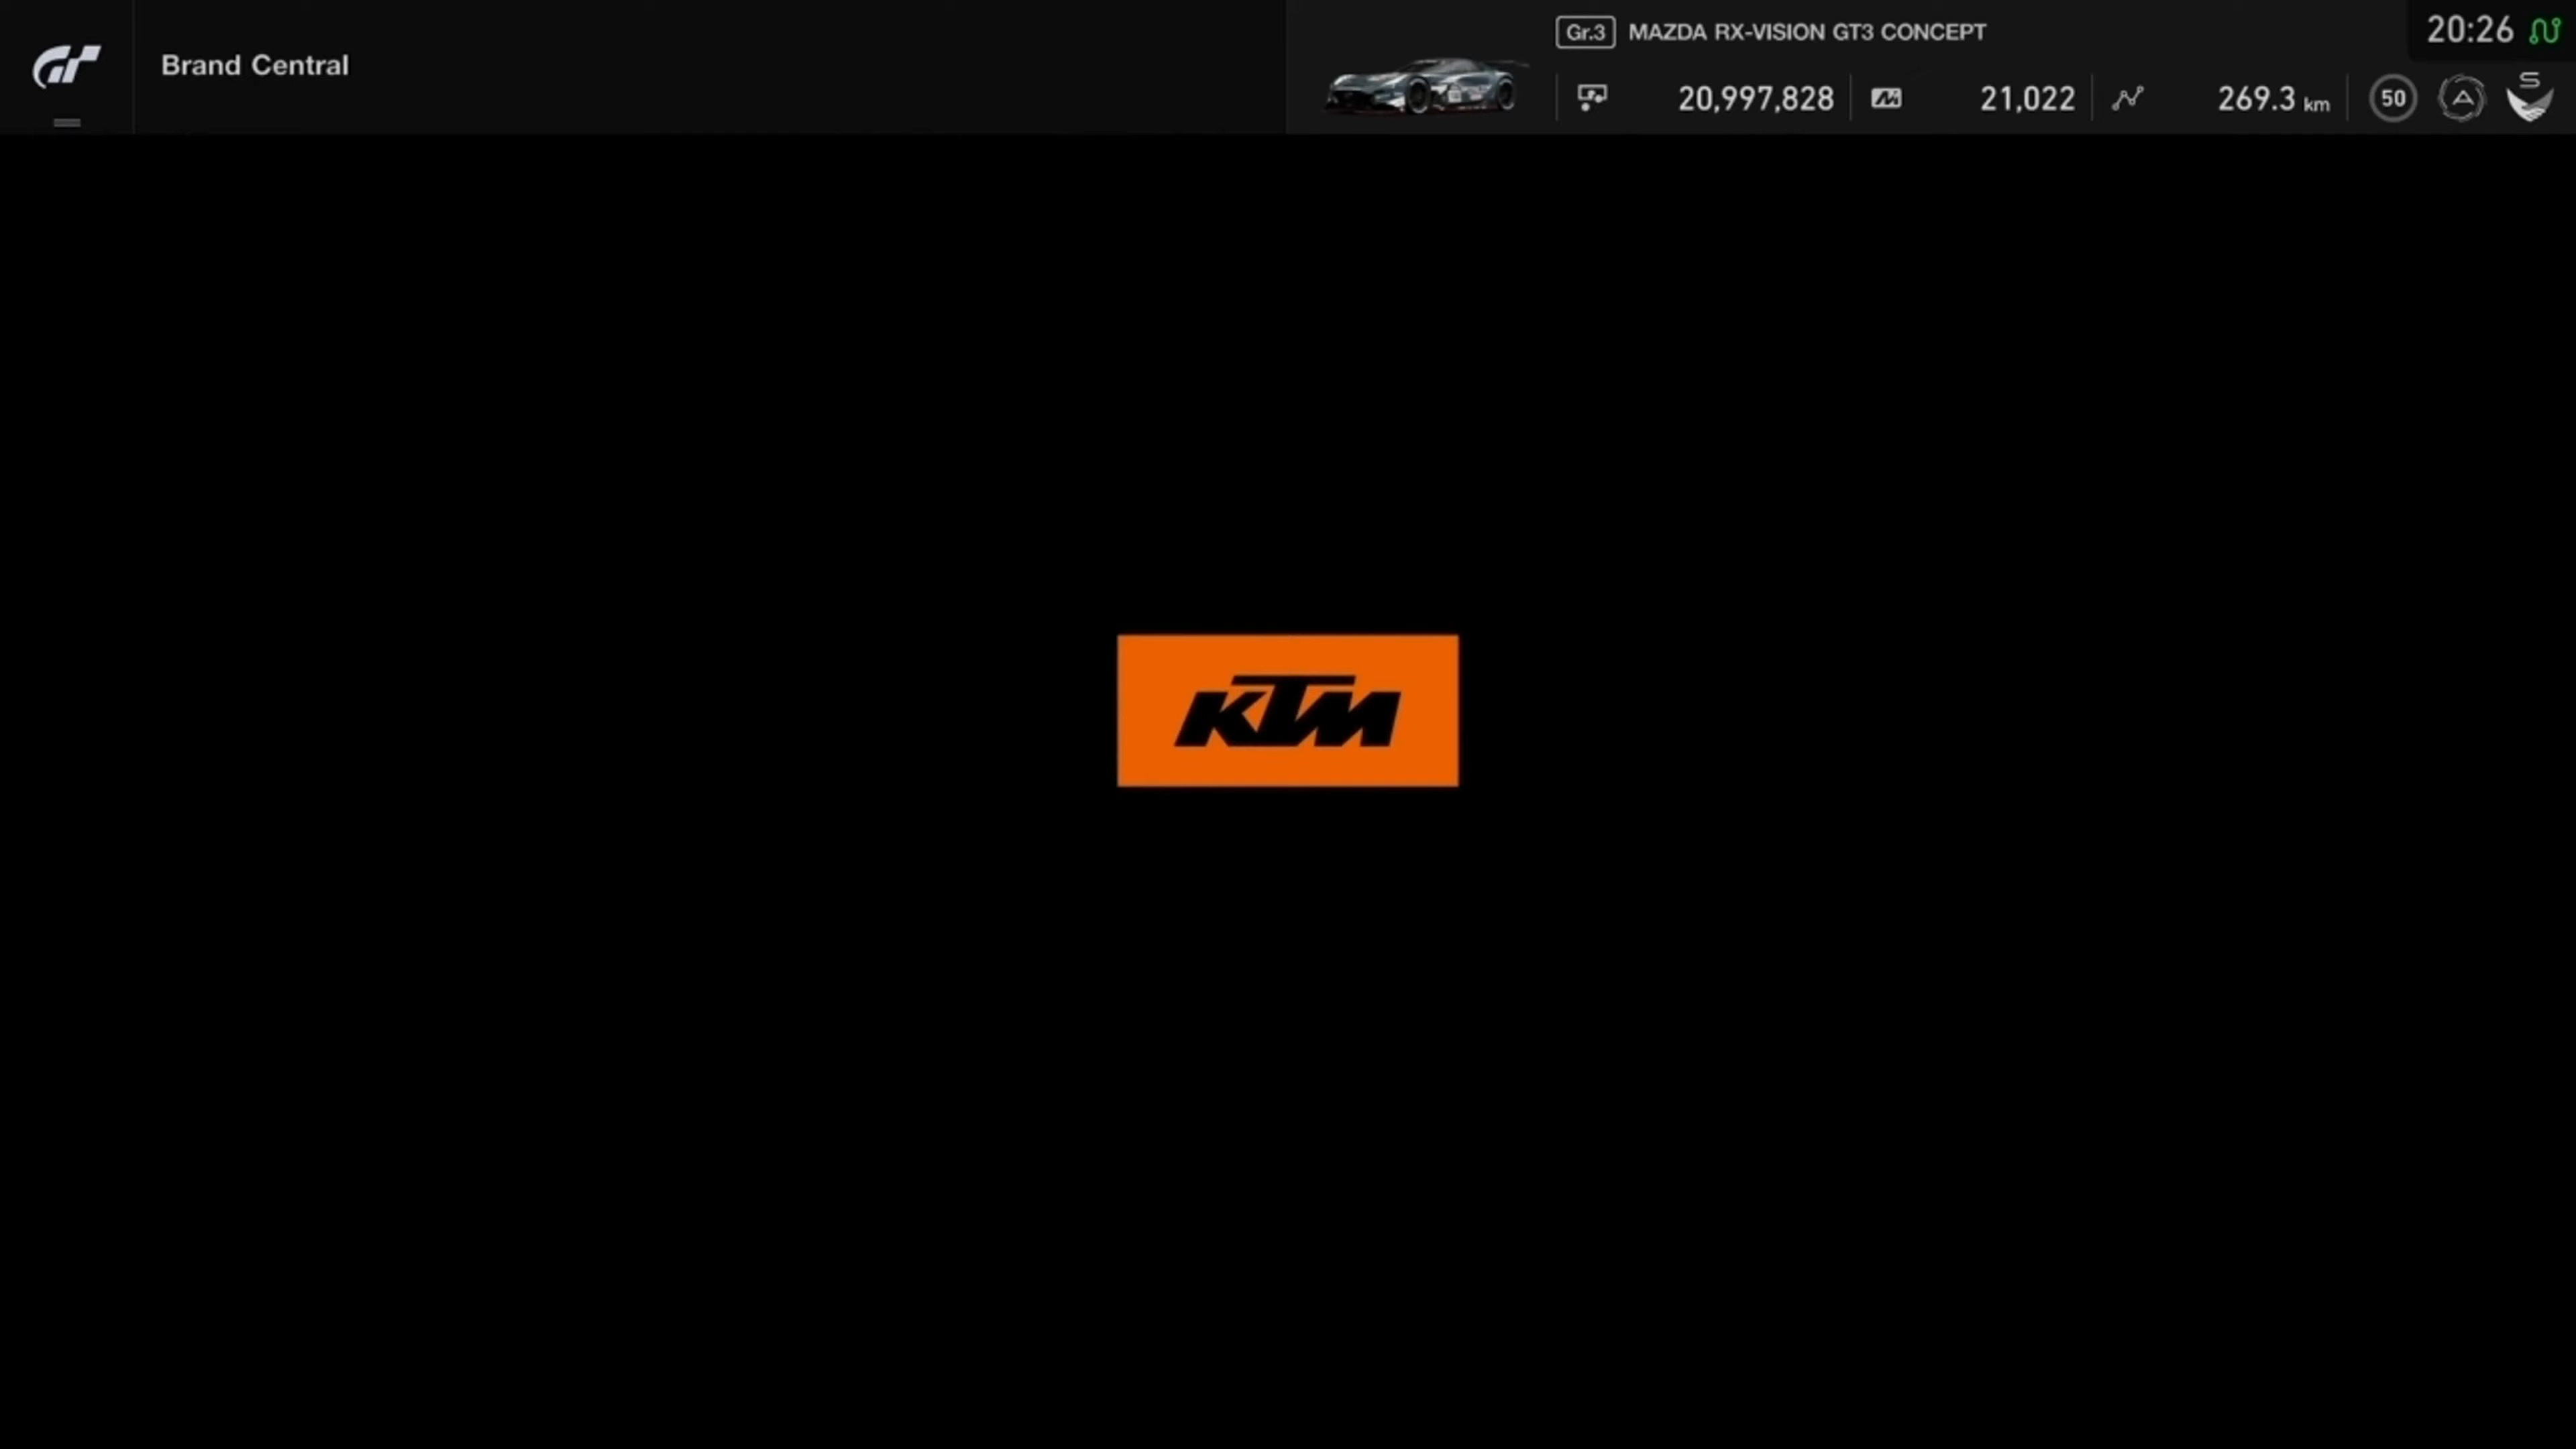 GT
Brand Central
Gr.3 MAZDA RX-VISION GT3 CONCEPT
20:26
20,997,828
21,022
269.3 km
50
A
S
KTM